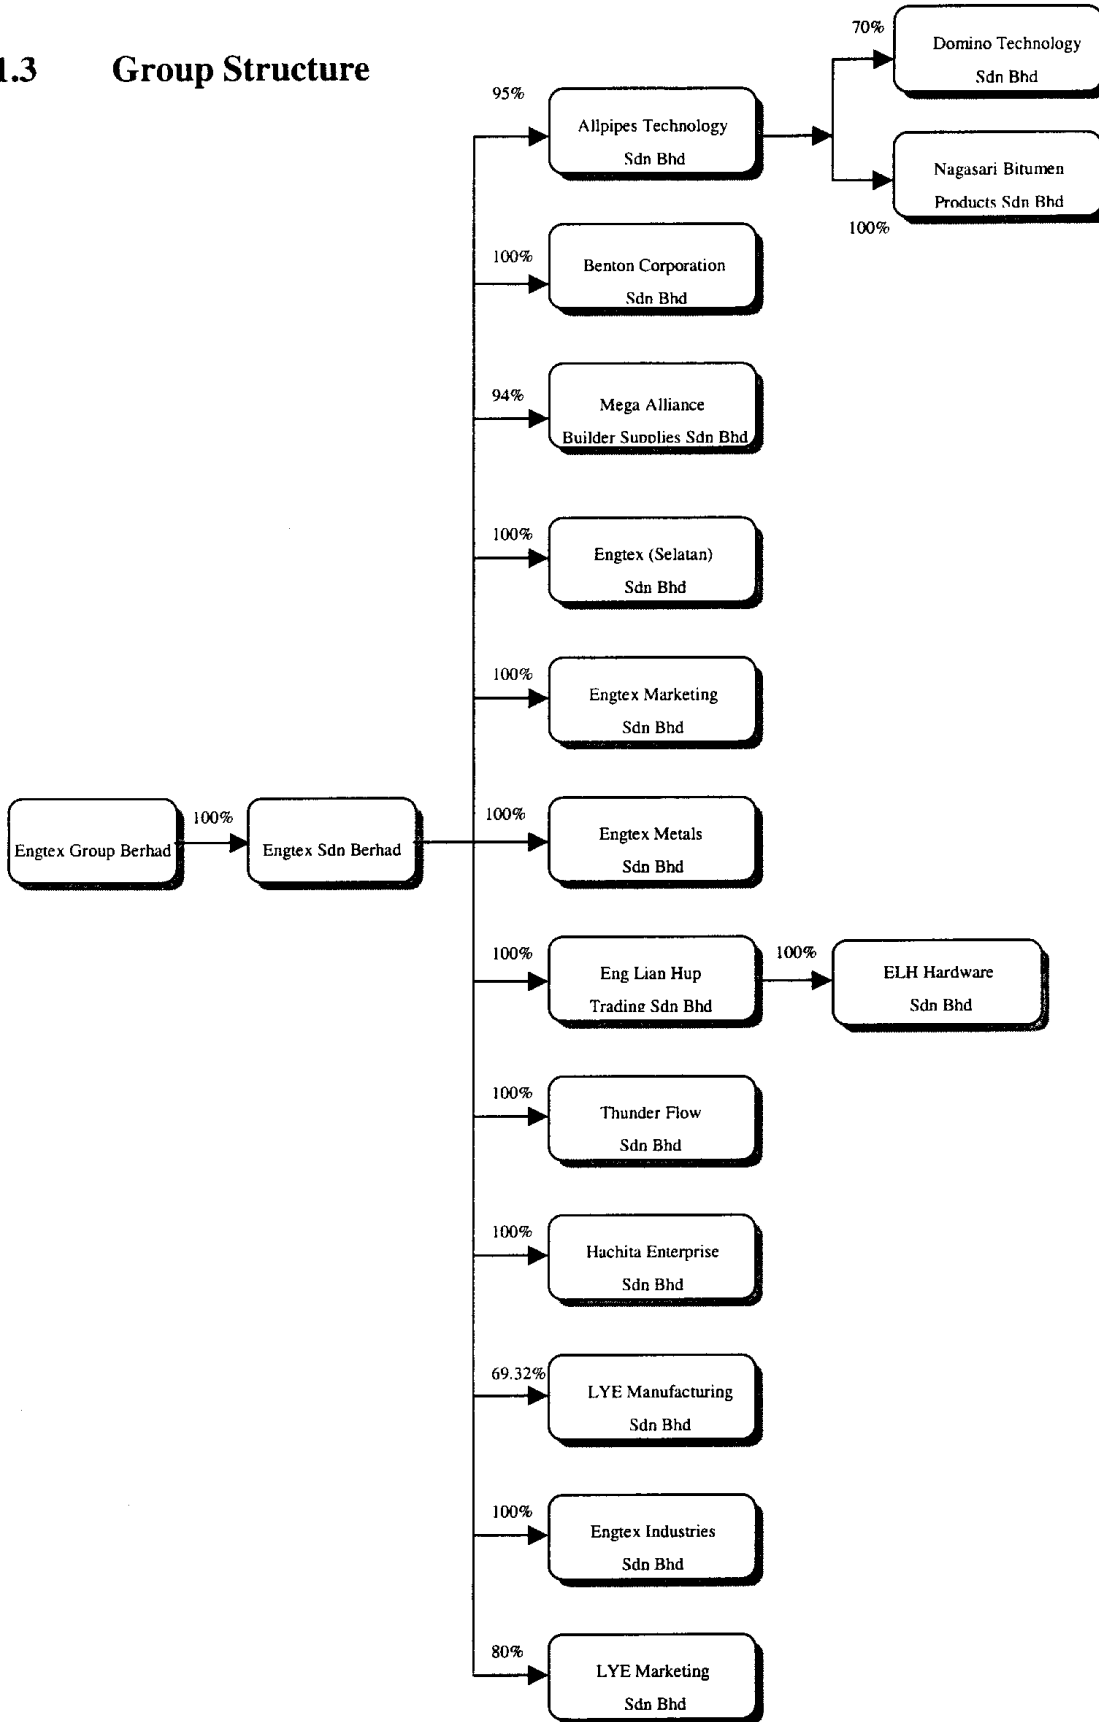 1.3 Group Structure
70%
Domino Technology
Sdn Bhd
95%
Allpipes Technology
Sdn Bhd
Nagasari Bitumen
Products Sdn Bhd
100%
100%
Benton Corporation
Sdn Bhd
94%
Mega Alliance
Builder Supplies Sdn Bhd
100%
Engtex (Selatan)
Sdn Bhd
100%
Engtex Marketing
Sdn Bhd
Engtex Group Berhad
100%
Engtex Sdn Berhad
100%
Engtex Metals
Sdn Bhd
100%
Eng Lian Hup
Trading Sdn Bhd
100%
ELH Hardware
Sdn Bhd
100%
Thunder Flow
Sdn Bhd
100%
Hachita Enterprise
Sdn Bhd
69.32%
LYE Manufacturing
Sdn Bhd
100%
Engtex Industries
Sdn Bhd
80%
LYE Marketing
Sdn Bhd